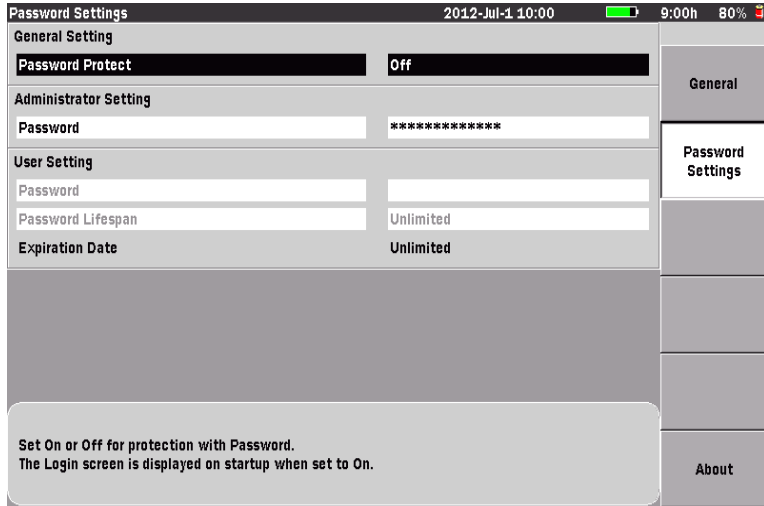 Password Settings 2012-Jul-1 10:00 9:00h 80%
General Setting
Password Protect Off
Administrator Setting
Password *************
User Setting
Password
Password Lifespan Unlimited
Expiration Date Unlimited
Set On or Off for protection with Password.
The Login screen is displayed on startup when set to On.
General
Password
Settings
About